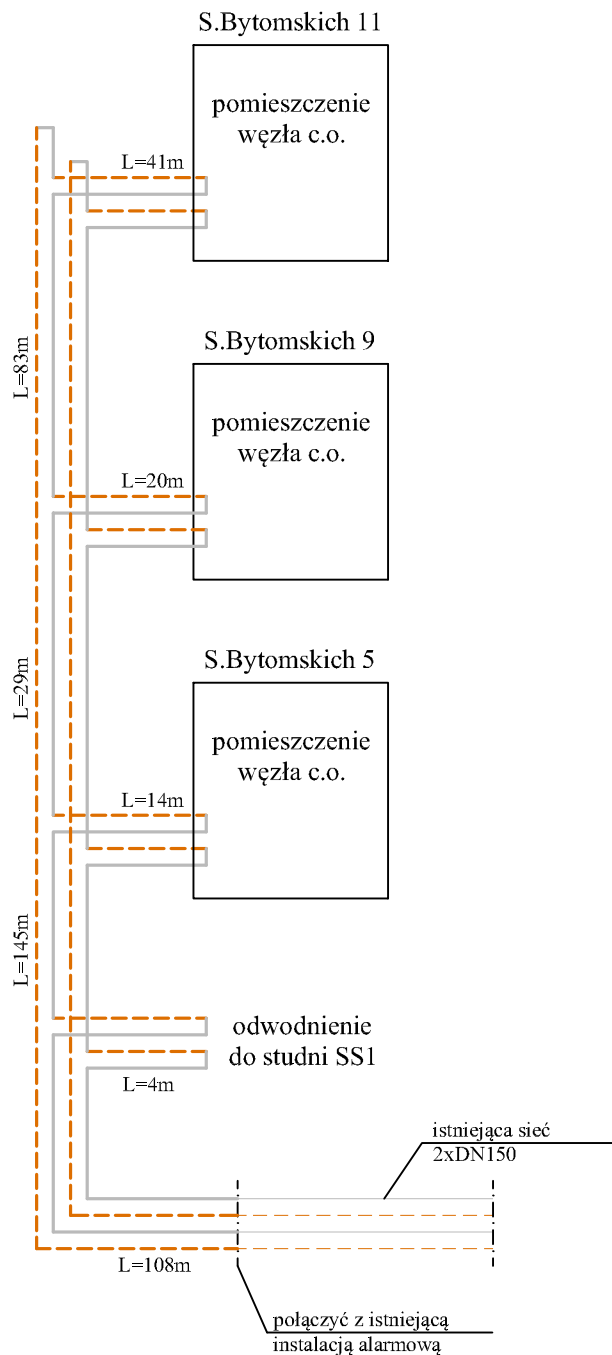 S.Bytomskich 11
pomieszczenie
węzła c.o.
L=41m
L=83m
S.Bytomskich 9
pomieszczenie
węzła c.o.
L=20m
L=29m
S.Bytomskich 5
pomieszczenie
węzła c.o.
L=14m
L=145m
odwodnienie
do studni SS1
L=4m
istniejąca sieć
2xDN150
L=108m
połączyć z istniejącą
instalacją alarmową